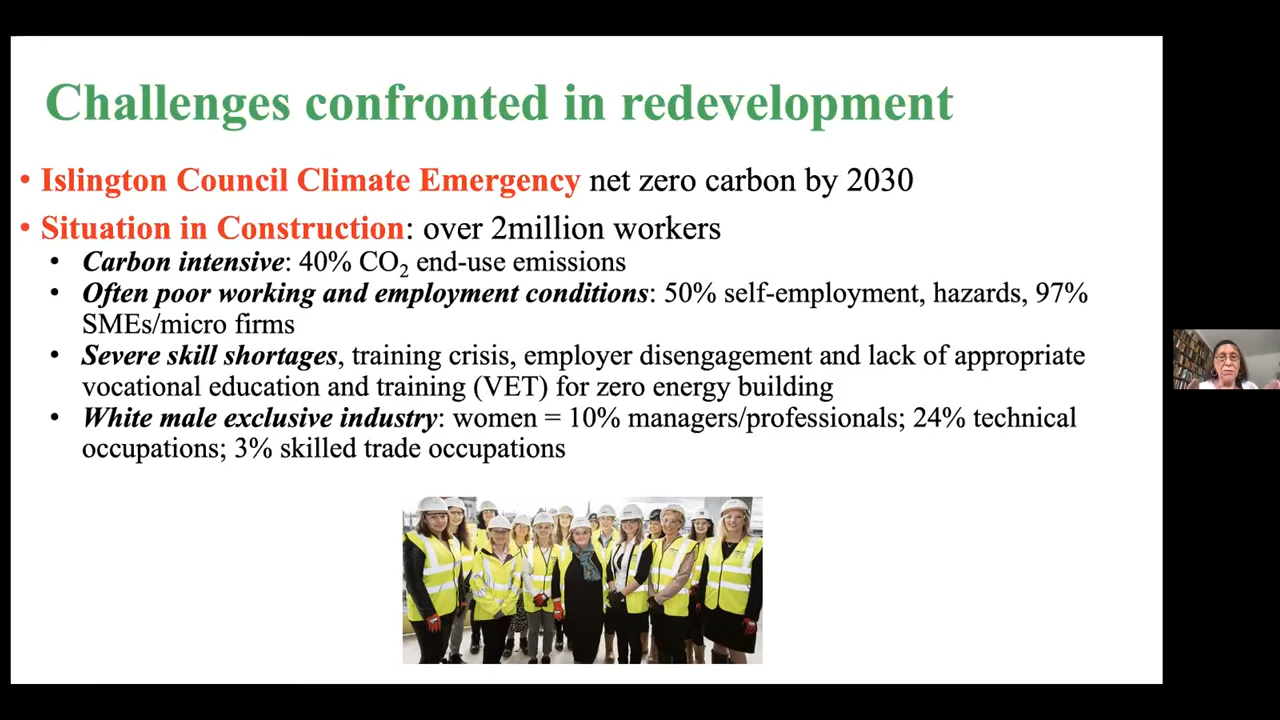 Challenges confronted in redevelopment
• Islington Council Climate Emergency net zero carbon by 2030
• Situation in Construction: over 2million workers
• Carbon intensive: 40% CO₂ end-use emissions
• Often poor working and employment conditions: 50% self-employment, hazards, 97%
SMEs/micro firms
• Severe skill shortages, training crisis, employer disengagement and lack of appropriate
vocational education and training (VET) for zero energy building
• White male exclusive industry: women = 10% managers/professionals; 24% technical
occupations; 3% skilled trade occupations